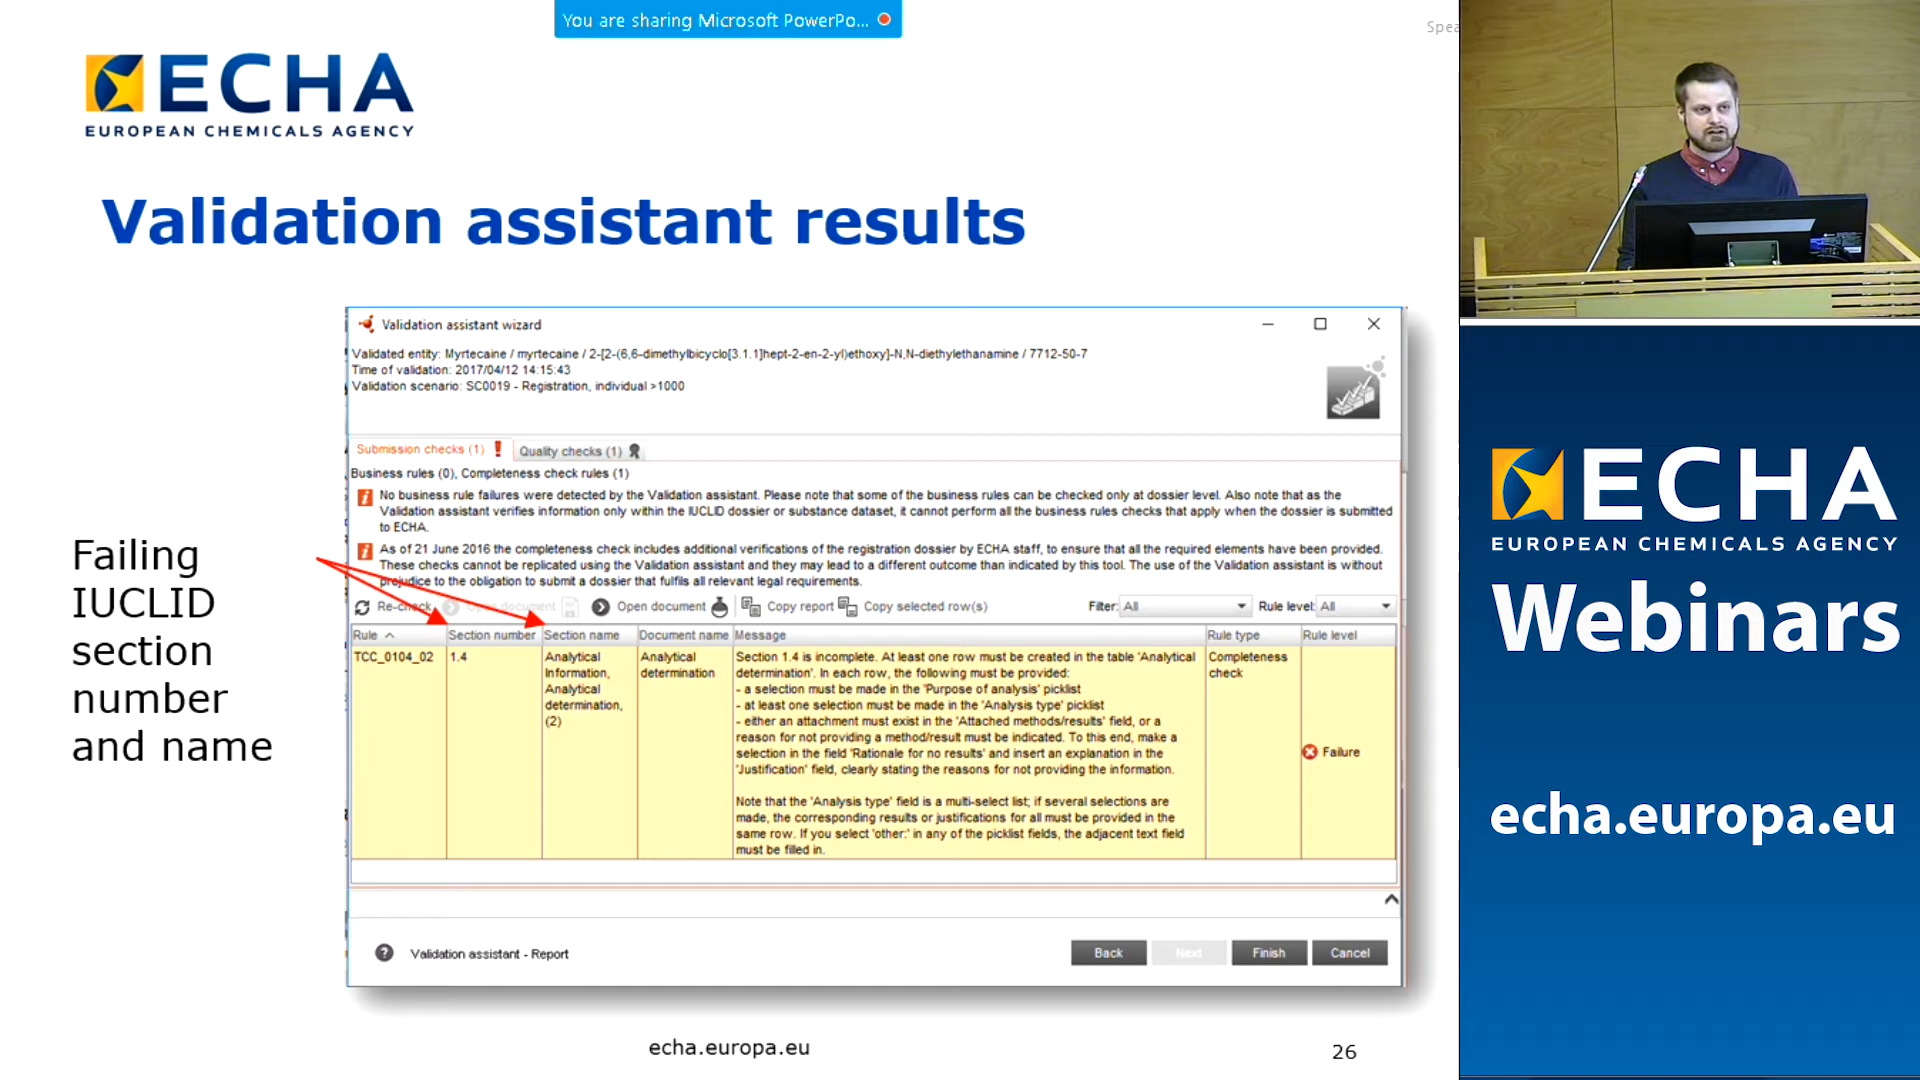 You are sharing Microsoft PowerPo...
Spea
ECHA
EUROPEAN CHEMICALS AGENCY
Validation assistant results
Failing
IUCLID
section
number
and name
Validation assistant wizard
Validated entity: Myrtecaine / myrtecaine / 2-[2-(6,6-dimethylbicyclo[3.1.1]hept-2-en-2-yl)ethoxy]-N,N-diethylethanamine / 7712-50-7
Time of validation: 2017/04/12 14:15:43
Validation scenario: SC0019 - Registration, individual >1000
Submission checks (1)
Quality checks (1)
Business rules (0), Completeness check rules (1)
No business rule failures were detected by the Validation assistant. Please note that some of the business rules can be checked only at dossier level. Also note that as the
Validation assistant verifies information only within the IUCLID dossier or substance dataset, it cannot perform all the business rules checks that apply when the dossier is submitted
to ECHA.
As of 21 June 2016 the completeness check includes additional verifications of the registration dossier by ECHA staff, to ensure that all the required elements have been provided.
These checks cannot be replicated using the Validation assistant and they may lead to a different outcome than indicated by this tool. The use of the Validation assistant is without
prejudice to the obligation to submit a dossier that fulfils all relevant legal requirements.
Re-check Open document Open document Copy report Copy selected row(s) Filter: All Rule level: All
Rule Section number Section name Document name Message Rule type Rule level
TCC_0104_02
1.4
Analytical
Information,
Analytical
determination,
(2)
Analytical
determination
Section 1.4 is incomplete. At least one row must be created in the table 'Analytical
determination'. In each row, the following must be provided:
- a selection must be made in the 'Purpose of analysis' picklist
- at least one selection must be made in the 'Analysis type' picklist
- either an attachment must exist in the 'Attached methods/results' field, or a
reason for not providing a method/result must be indicated. To this end, make a
selection in the field 'Rationale for no results' and insert an explanation in the
'Justification' field, clearly stating the reasons for not providing the information.
Note that the 'Analysis type' field is a multi-select list; if several selections are
made, the corresponding results or justifications for all must be provided in the
same row. If you select 'other:' in any of the picklist fields, the adjacent text field
must be filled in.
Completeness
check
Failure
Validation assistant - Report
Back Next Finish Cancel
echa.europa.eu
26
ECHA
EUROPEAN CHEMICALS AGENCY
Webinars
echa.europa.eu